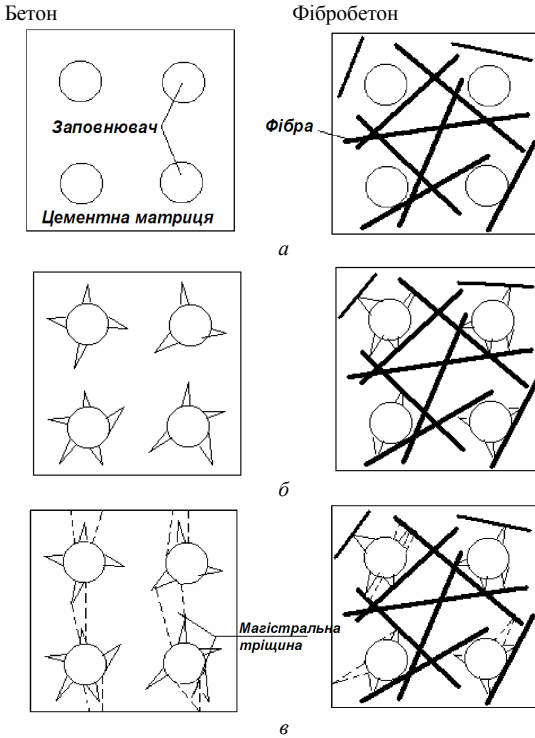 Бетон
Фібробетон
Заповнювач
Фібра
Цементна матриця
а
б
Магістральна
тріщина
в